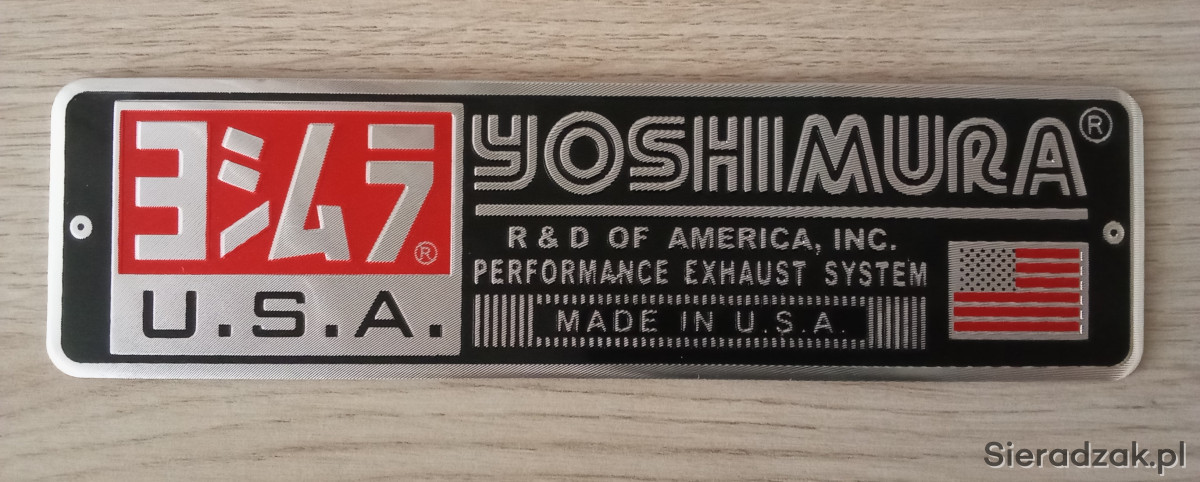 ヨシムラ®
U.S.A.
YOSHIMURA®
R & D OF AMERICA, INC.
PERFORMANCE EXHAUST SYSTEM
MADE IN U.S.A.
Sieradzak.pl